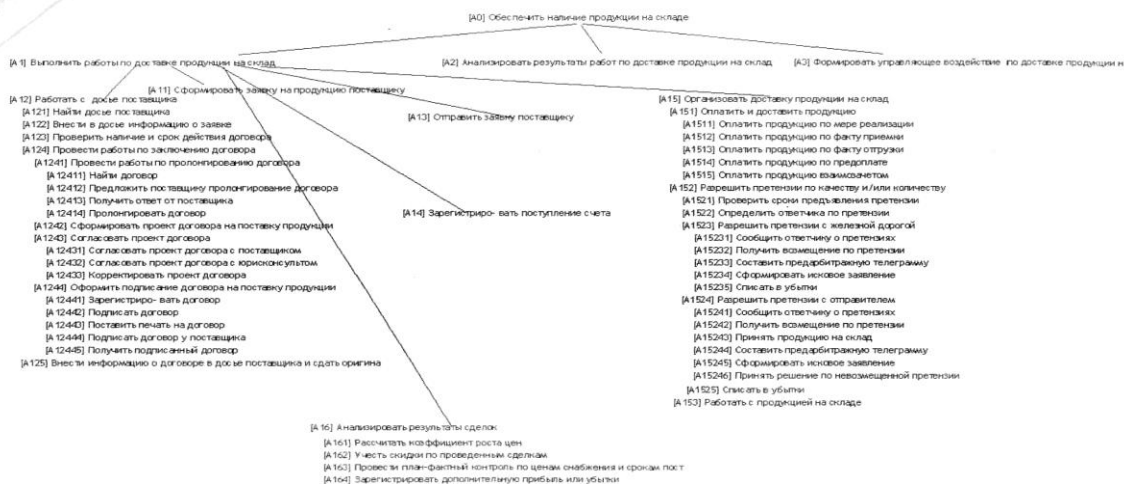 [A0] Обеспечить наличие продукции на складе
[A1] Выполнить работы по доставке продукции на склад
[A2] Анализировать результаты работ по доставке продукции на склад
[A3] Формировать управляющее воздействие по доставке продукции н
[A11] Сформировать заявку на продукцию поставщику
[A12] Работать с досье поставщика
[A121] Найти досье поставщика
[A122] Внести в досье информацию о заявке
[A123] Проверить наличие и срок действия договора
[A124] Провести работы по заключению договора
[A1241] Провести работы по пролонгированию договора
[A12411] Найти договор
[A12412] Предложить поставщику пролонгирование договора
[A12413] Получить ответ от поставщика
[A12414] Пролонгировать договор
[A1242] Сформировать проект договора на поставку продукции
[A1243] Согласовать проект договора
[A12431] Согласовать проект договора с поставщиком
[A12432] Согласовать проект договора с юрисконсультом
[A12433] Корректировать проект договора
[A1244] Оформить подписание договора на поставку продукции
[A12441] Зарегистриро- вать договор
[A12442] Подписать договор
[A12443] Поставить печать на договор
[A12444] Подписать договор у поставщика
[A12445] Получить подписанный договор
[A125] Внести информацию о договоре в досье поставщика и сдать оригина
[A13] Отправить заявку поставщику
[A14] Зарегистриро- вать поступление счета
[A15] Организовать доставку продукции на склад
[A151] Оплатить и доставить продукцию
[A1511] Оплатить продукцию по мере реализации
[A1512] Оплатить продукцию по факту приемки
[A1513] Оплатить продукцию по факту отгрузки
[A1514] Оплатить продукцию по предоплате
[A1515] Оплатить продукцию взаимозачетом
[A152] Разрешить претензии по качеству и/или количеству
[A1521] Проверить сроки предъявления претензии
[A1522] Определить ответчика по претензии
[A1523] Разрешить претензии с железной дорогой
[A15231] Сообщить ответчику о претензиях
[A15232] Получить возмещение по претензии
[A15233] Составить предарбитражную телеграмму
[A15234] Сформировать исковое заявление
[A15235] Списать в убытки
[A1524] Разрешить претензии с отправителем
[A15241] Сообщить ответчику о претензиях
[A15242] Получить возмещение по претензии
[A15243] Принять продукцию на склад
[A15244] Составить предарбитражную телеграмму
[A15245] Сформировать исковое заявление
[A15246] Принять решение по невозмещенной претензии
[A1525] Списать в убытки
[A153] Работать с продукцией на складе
[A16] Анализировать результаты сделок
[A161] Рассчитать коэффициент роста цен
[A162] Учесть скидки по проведенным сделкам
[A163] Провести план-фактный контроль по ценам снабжения и срокам пост
[A164] Зарегистрировать дополнительную прибыль или убытки